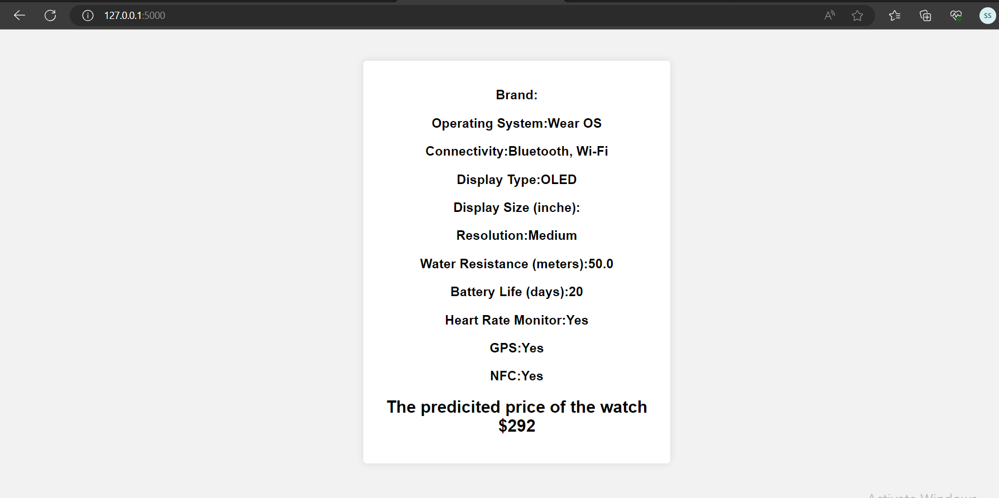 127.0.0.1:5000
SS
Brand:
Operating System:Wear OS
Connectivity:Bluetooth, Wi-Fi
Display Type:OLED
Display Size (inche):
Resolution:Medium
Water Resistance (meters):50.0
Battery Life (days):20
Heart Rate Monitor:Yes
GPS:Yes
NFC:Yes
The predicited price of the watch
$292
Activate Windows